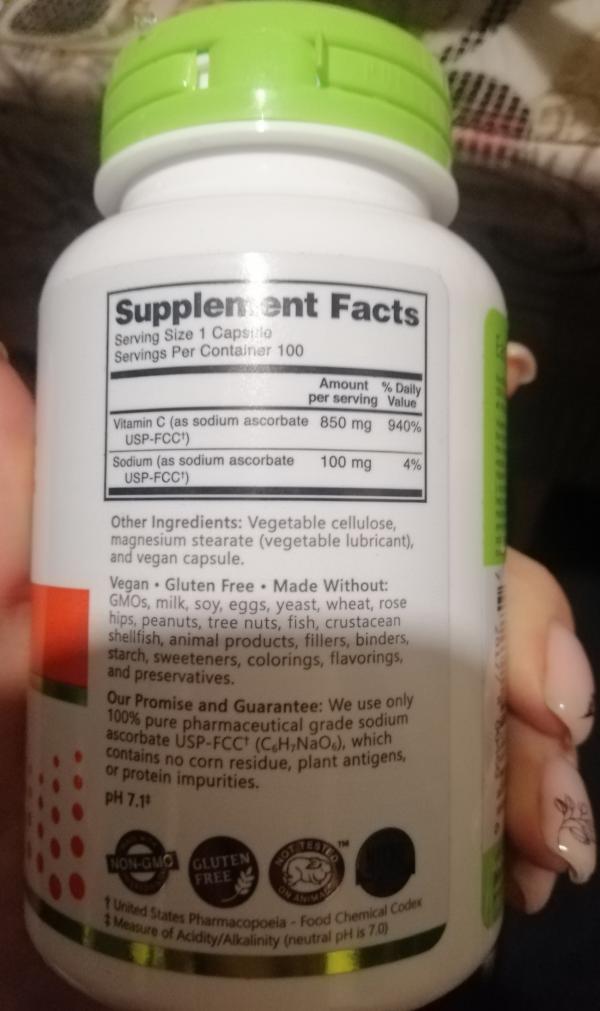 Supplement Facts
Serving Size 1 Capsule
Servings Per Container 100
Amount % Daily
per serving Value
Vitamin C (as sodium ascorbate 850 mg 940%
USP-FCC†)
Sodium (as sodium ascorbate 100 mg 4%
USP-FCC†)
Other Ingredients: Vegetable cellulose,
magnesium stearate (vegetable lubricant),
and vegan capsule.
Vegan • Gluten Free • Made Without:
GMOs, milk, soy, eggs, yeast, wheat, rose
hips, peanuts, tree nuts, fish, crustacean
shellfish, animal products, fillers, binders,
starch, sweeteners, colorings, flavorings,
and preservatives.
Our Promise and Guarantee: We use only
100% pure pharmaceutical grade sodium
ascorbate USP-FCC† (C₆H₇NaO₆), which
contains no corn residue, plant antigens,
or protein impurities.
pH 7.1‡
NON-GMO
GLUTEN
FREE
NOT TESTED
ON ANIMALS
TM
† United States Pharmacopoeia - Food Chemical Codex
‡ Measure of Acidity/Alkalinity (neutral pH is 7.0)